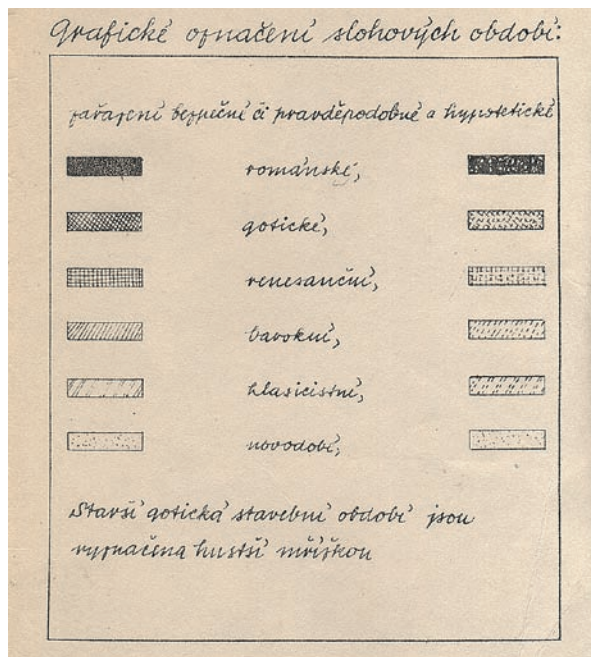 Grafické označení slohových období:
zařazení bezpečné či pravděpodobné a hypotetické
románské,
gotické,
renesanční,
barokní,
klasicistní,
novodobé,
Starší gotická stavební období jsou
vyznačena hustší mřížkou